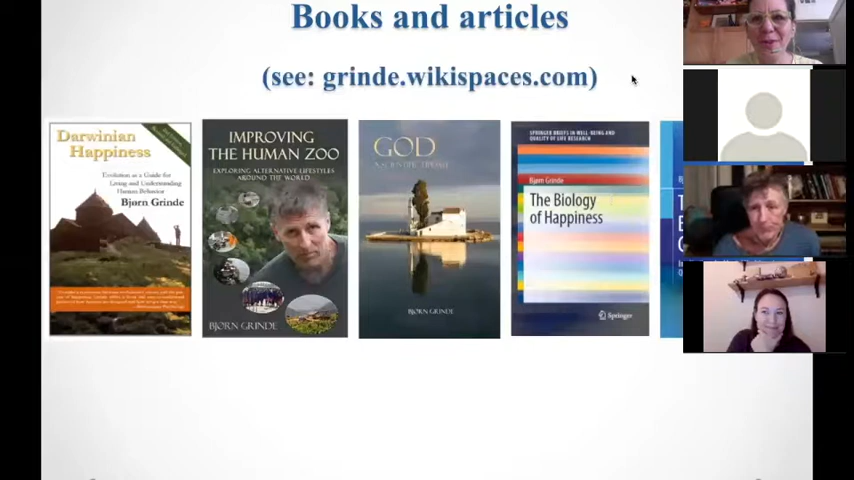 Books and articles
(see: grinde.wikispaces.com)
Darwinian
Happiness
Evolution as a Guide for
Living and Understanding
Human Behavior
Bjørn Grinde
IMPROVING
THE HUMAN ZOO
EXPLORING ALTERNATIVE LIFESTYLES
AROUND THE WORLD
BJØRN GRINDE
GOD
A SCIENTIFIC UPDATE
BJØRN GRINDE
SPRINGER BRIEFS IN WELL-BEING AND
QUALITY OF LIFE RESEARCH
Bjørn Grinde
The Biology
of Happiness
Springer